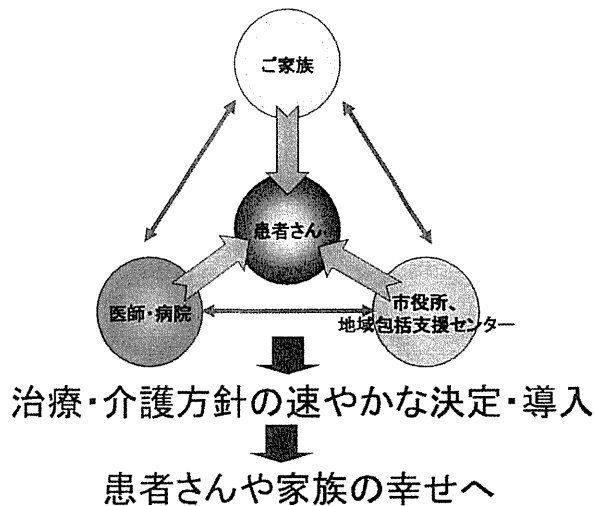 ご家族
患者さん
医師・病院
市役所、
地域包括支援センター
治療・介護方針の速やかな決定・導入
患者さんや家族の幸せへ